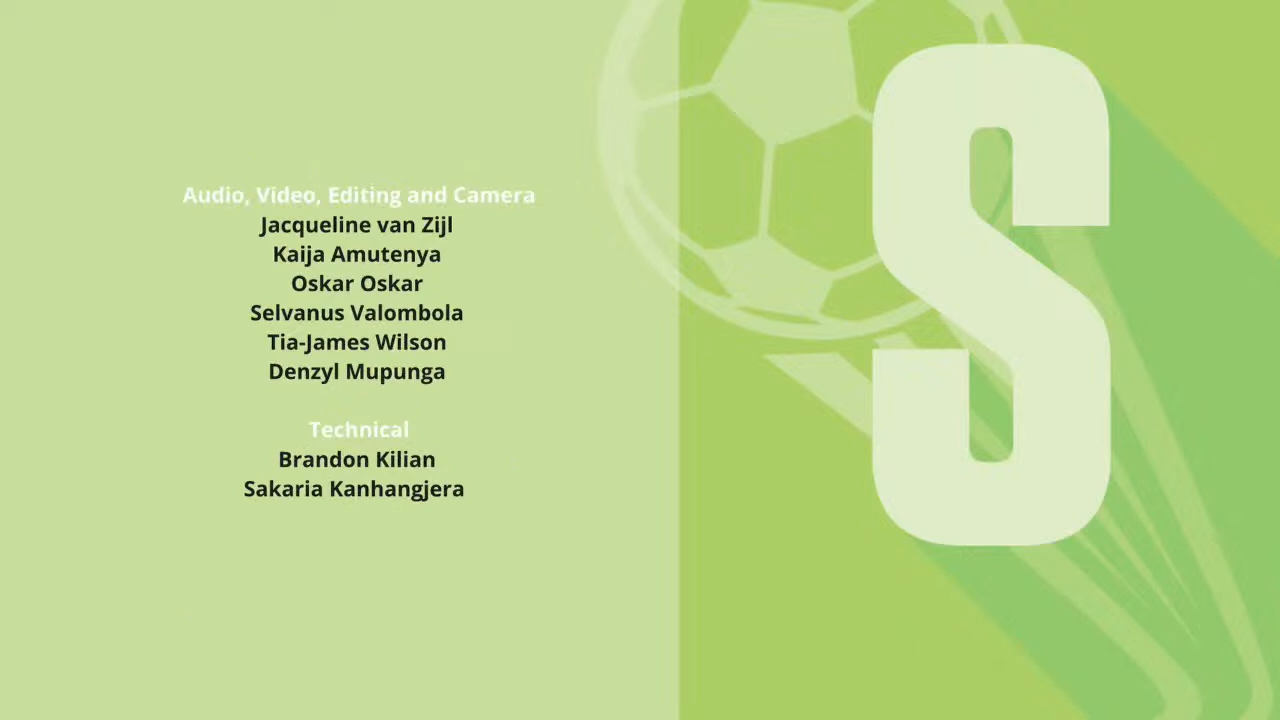 Audio, Video, Editing and Camera
Jacqueline van Zijl
Kaija Amutenya
Oskar Oskar
Selvanus Valombola
Tia-James Wilson
Denzyl Mupunga
Technical
Brandon Kilian
Sakaria Kanhangjera
S